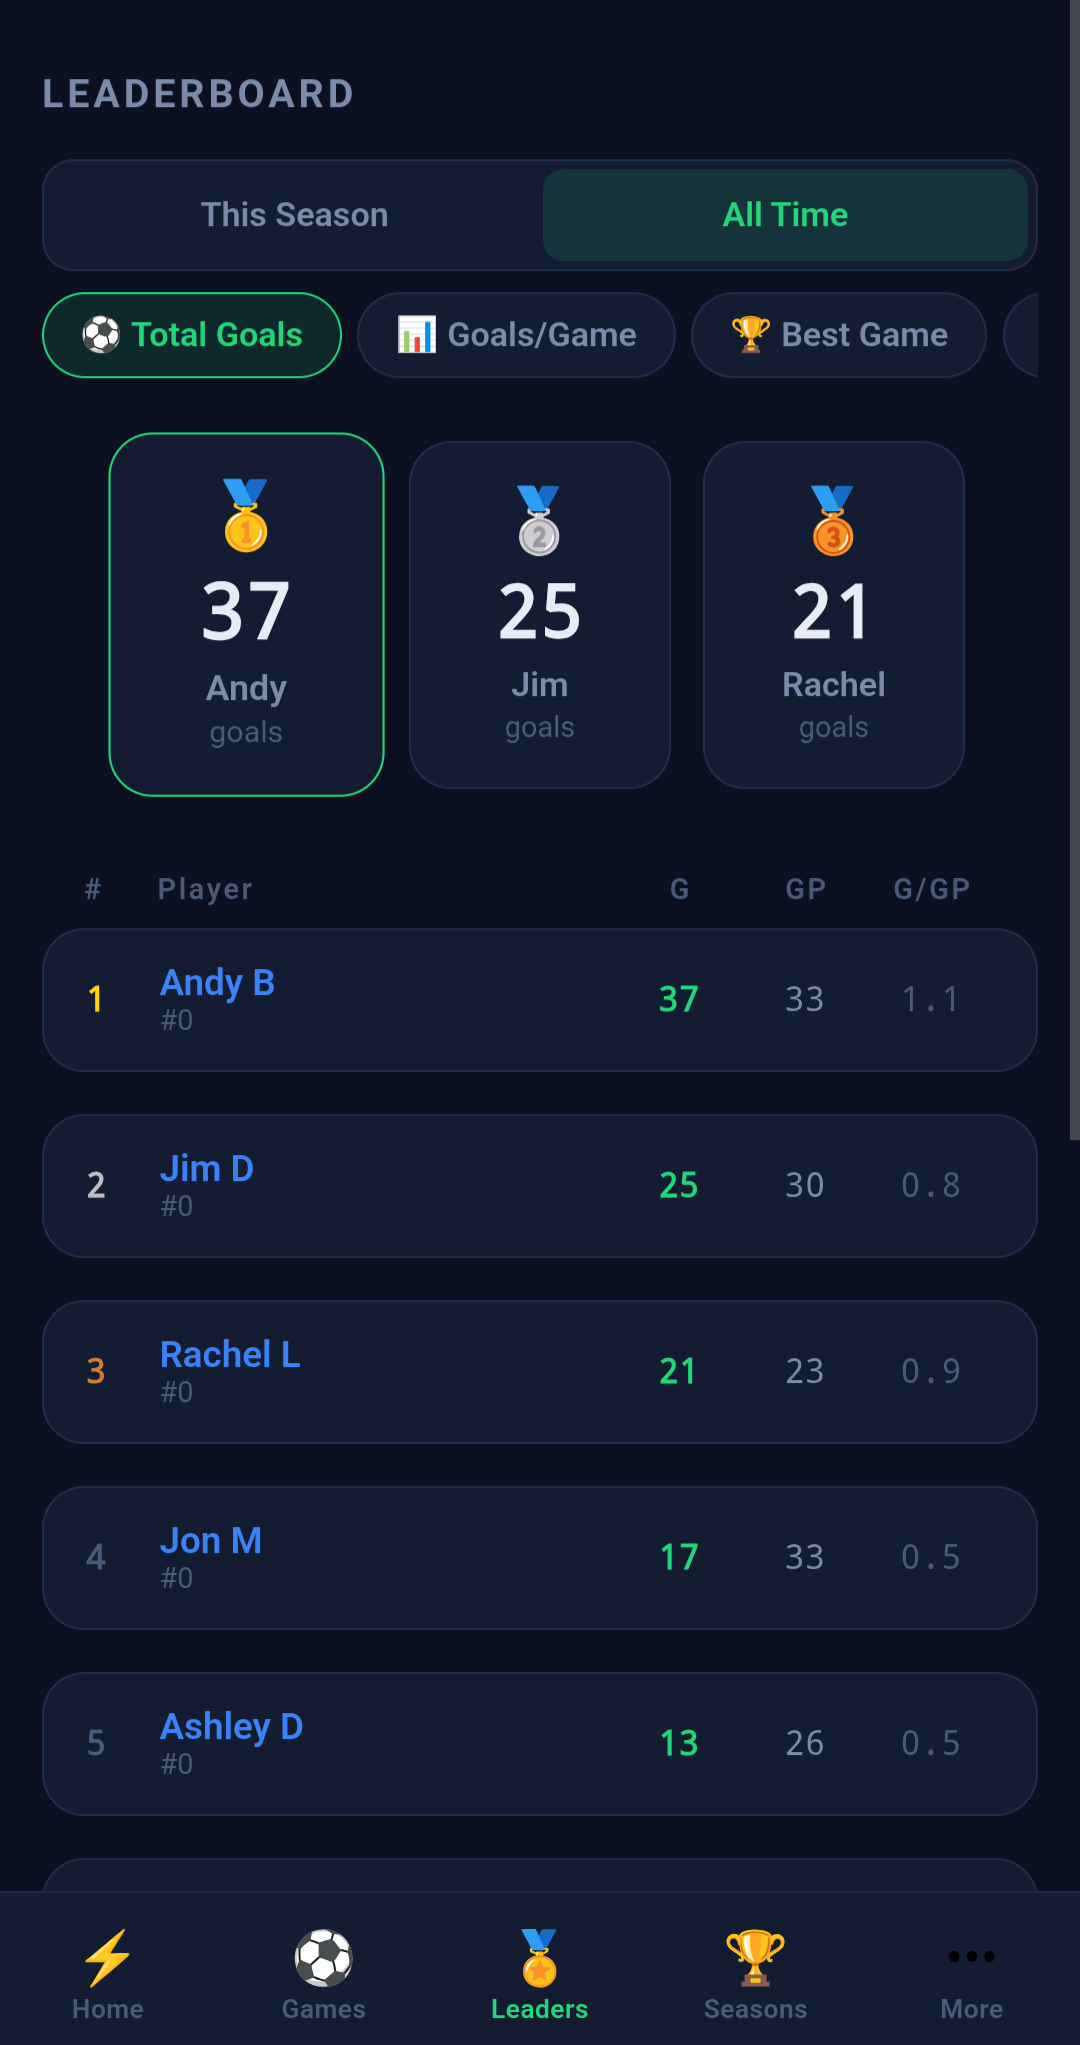 LEADERBOARD
This Season All Time
⚽ Total Goals 📊 Goals/Game 🏆 Best Game
🥇 🥈 🥉
37 25 21
Andy Jim Rachel
goals goals goals
# Player G GP G/GP
1 Andy B 37 33 1.1
#0
2 Jim D 25 30 0.8
#0
3 Rachel L 21 23 0.9
#0
4 Jon M 17 33 0.5
#0
5 Ashley D 13 26 0.5
#0
Home Games Leaders Seasons More